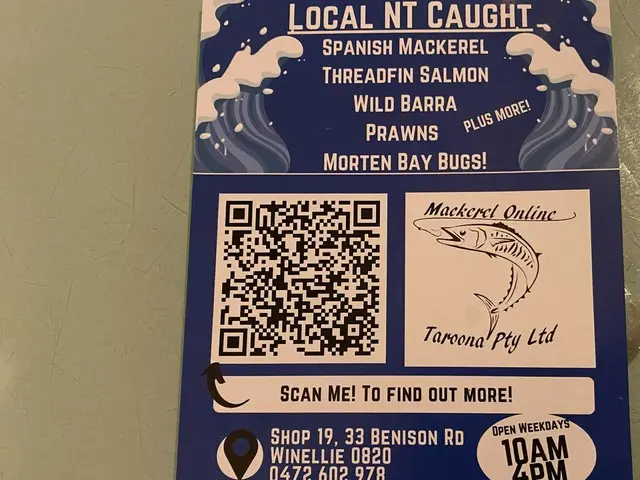 Local NT Caught
Spanish Mackerel
Threadfin Salmon
Wild Barra
Prawns
Plus More!
Morten Bay Bugs!
Mackerel Online
Taroona Pty Ltd
Scan Me! To find out more!
Shop 19, 33 Benison Rd
Winellie 0820
0472 602 978
Open Weekdays
10AM
4PM